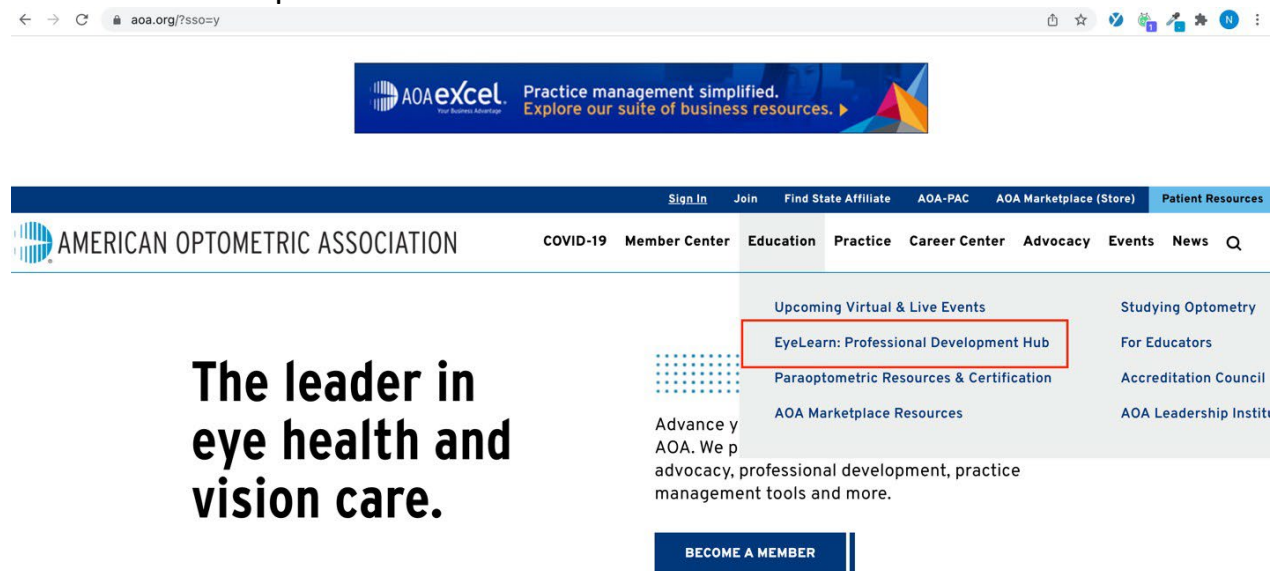 aoa.org/?sso=y
1
N
AOAexcel.
Your Business Advantage
Practice management simplified.
Explore our suite of business resources.
Sign In Join Find State Affiliate AOA-PAC AOA Marketplace (Store) Patient Resources
AMERICAN OPTOMETRIC ASSOCIATION
COVID-19 Member Center Education Practice Career Center Advocacy Events News
Upcoming Virtual & Live Events Studying Optometry
EyeLearn: Professional Development Hub For Educators
Paraoptometric Resources & Certification Accreditation Council
AOA Marketplace Resources AOA Leadership Institu
The leader in
eye health and
vision care.
Advance y
AOA. We p
advocacy, professional development, practice
management tools and more.
BECOME A MEMBER